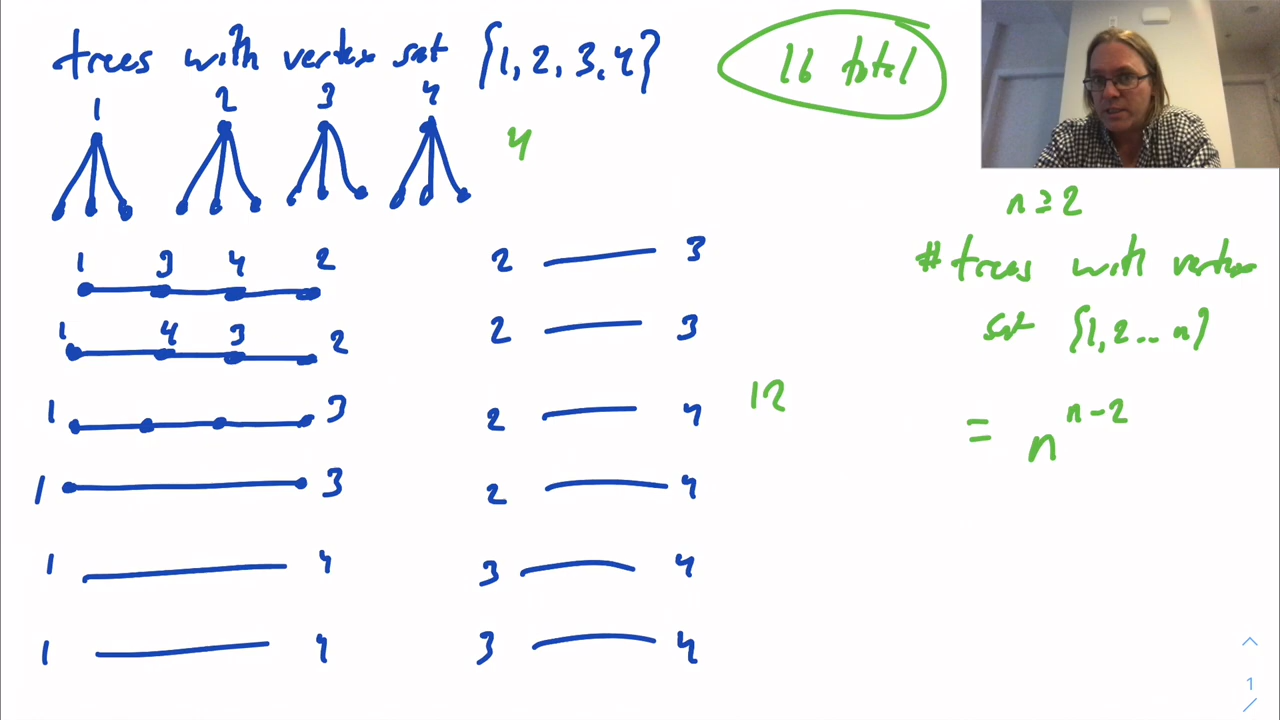 trees with vertex set {1, 2, 3, 4}
16 total
1 2 3 4
4
1 3 4 2
1 4 3 2
1 3
1 3
1 4
1 4
2 3
2 3
2 4
2 4
3 4
3 4
12
n ≥ 2
# trees with vertex
set {1, 2 ... n}
= n^{n-2}
1